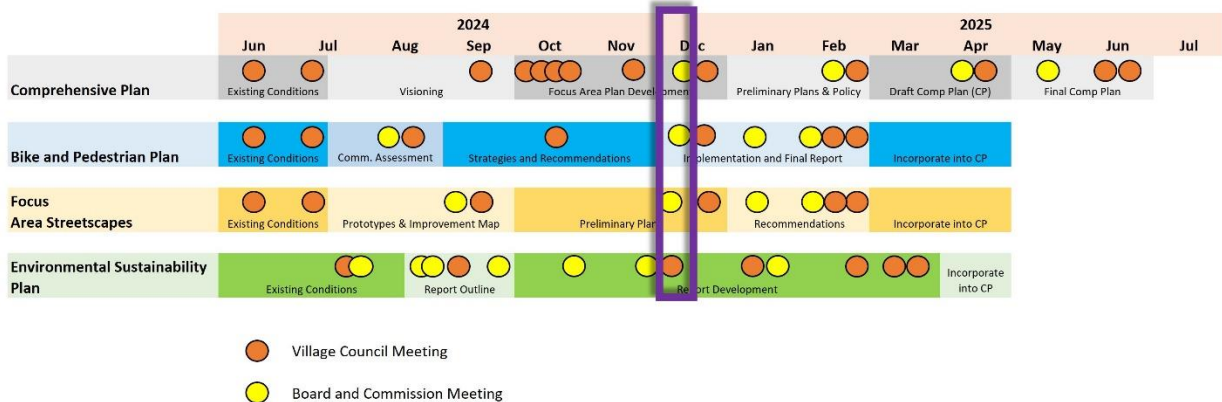 2024 2025
Jun Jul Aug Sep Oct Nov Dec Jan Feb Mar Apr May Jun Jul
Comprehensive Plan
Existing Conditions Visioning Focus Area Plan Development Preliminary Plans & Policy Draft Comp Plan (CP) Final Comp Plan
Bike and Pedestrian Plan
Existing Conditions Comm. Assessment Strategies and Recommendations Implementation and Final Report Incorporate into CP
Focus
Area Streetscapes
Existing Conditions Prototypes & Improvement Map Preliminary Plan Recommendations Incorporate into CP
Environmental Sustainability
Plan
Existing Conditions Report Outline Report Development Incorporate
into CP
Village Council Meeting
Board and Commission Meeting